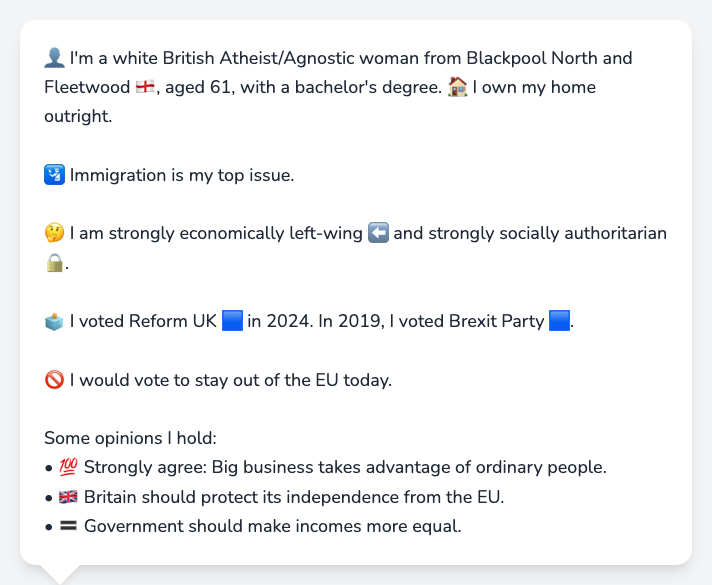 👤 I'm a white British Atheist/Agnostic woman from Blackpool North and
Fleetwood 🏴󠁧󠁢󠁥󠁮󠁧󠁿, aged 61, with a bachelor's degree. 🏠 I own my home
outright.
🛂 Immigration is my top issue.
🤔 I am strongly economically left-wing ⬅️ and strongly socially authoritarian
🔒.
🗳️ I voted Reform UK 🟦 in 2024. In 2019, I voted Brexit Party 🟦.
🚫 I would vote to stay out of the EU today.
Some opinions I hold:
• 💯 Strongly agree: Big business takes advantage of ordinary people.
• 🇬🇧 Britain should protect its independence from the EU.
• 🟰 Government should make incomes more equal.